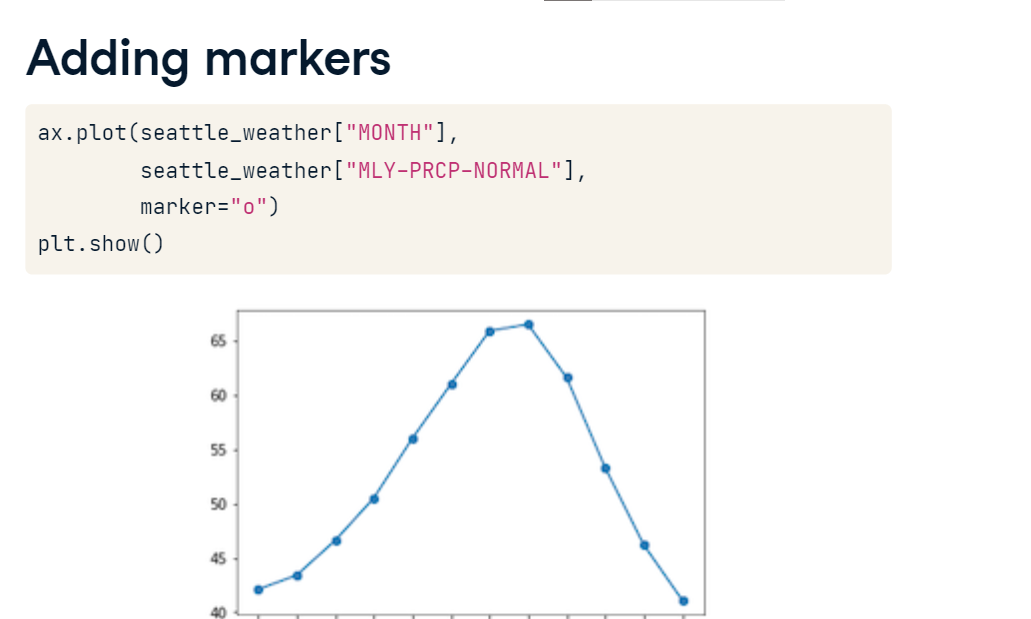 Adding markers
ax.plot(seattle_weather["MONTH"],
seattle_weather["MLY-PRCP-NORMAL"],
marker="o")
plt.show()
65
60
55
50
45
40